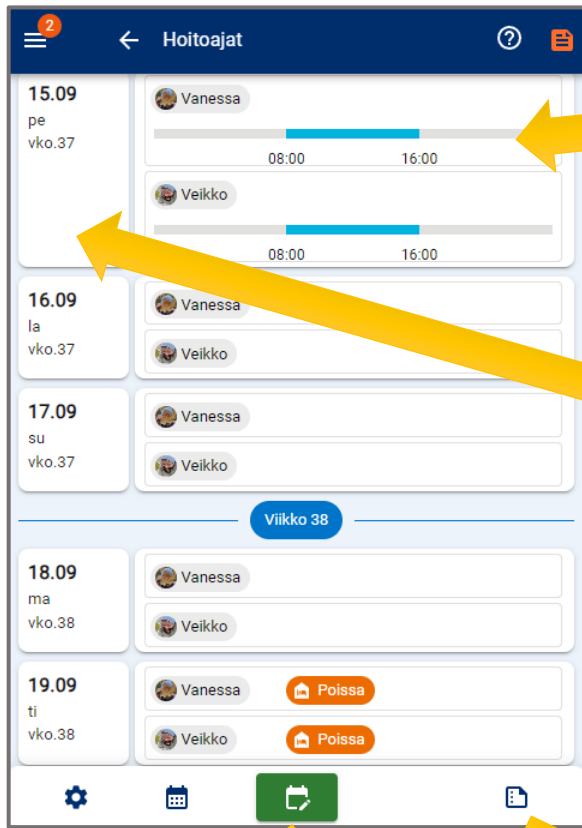 2
Hoitoajat
15.09
pe
vko.37
Vanessa
08:00 16:00
Veikko
08:00 16:00
16.09
la
vko.37
Vanessa
Veikko
17.09
su
vko.37
Vanessa
Veikko
Viikko 38
18.09
ma
vko.38
Vanessa
Veikko
19.09
ti
vko.38
Vanessa Poissa
Veikko Poissa